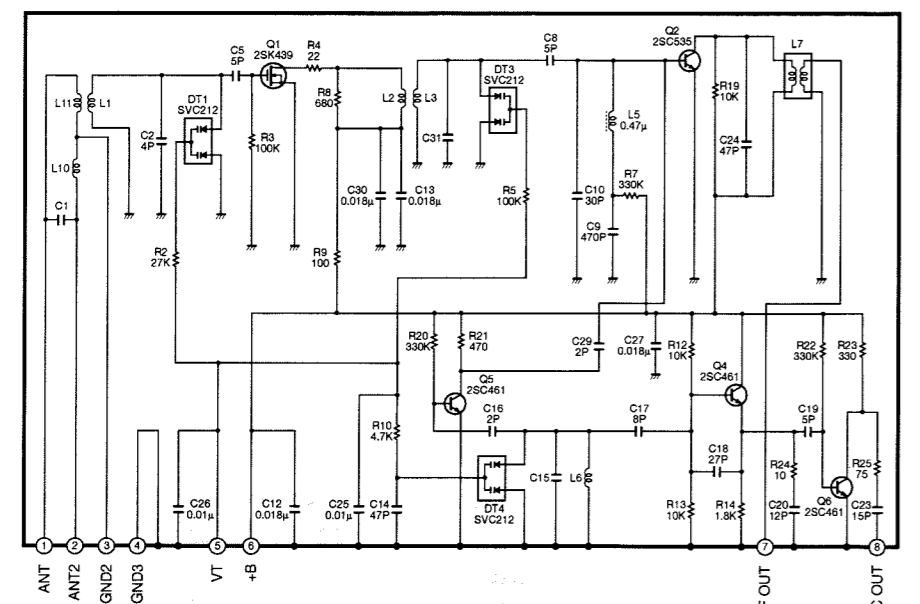 Q1
2SK439
C5
5P
R4
22
C8
5P
Q2
2SC535
L7
L11
L1
DT1
SVC212
R8
680
L2
L3
DT3
SVC212
R19
10K
C2
4P
R3
100K
C31
L5
0.47μ
C24
47P
L10
C30
0.018μ
C13
0.018μ
R5
100K
C10
30P
R7
330K
C1
C9
470P
R2
27K
R9
100
R20
330K
R21
470
C29
2P
C27
0.018μ
R12
10K
R22
330K
R23
330
Q5
2SC461
Q4
2SC461
C16
2P
C17
8P
C19
5P
R10
4.7K
C18
27P
R24
10
R25
75
DT4
SVC212
C15
L6
Q6
2SC461
C26
0.01μ
C12
0.018μ
C25
0.01μ
C14
47P
R13
10K
R14
1.8K
C20
12P
C23
15P
1
2
3
4
5
6
7
8
ANT
ANT2
GND2
GND3
VT
+B
F OUT
OUT